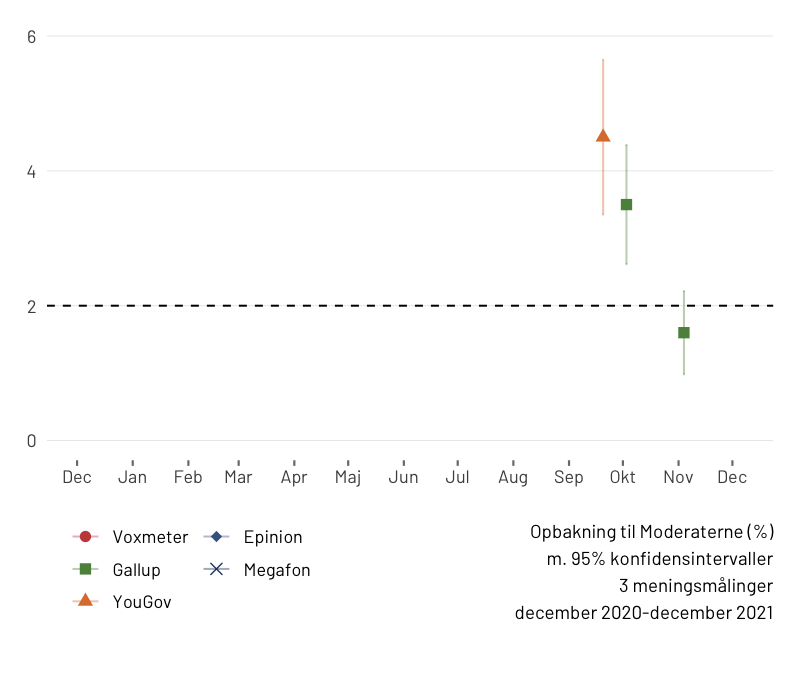 6
4
2
0
Dec Jan Feb Mar Apr Maj Jun Jul Aug Sep Okt Nov Dec
Voxmeter Epinion
Gallup Megafon
YouGov
Opbakning til Moderaterne (%)
m. 95% konfidensintervaller
3 meningsmålinger
december 2020-december 2021